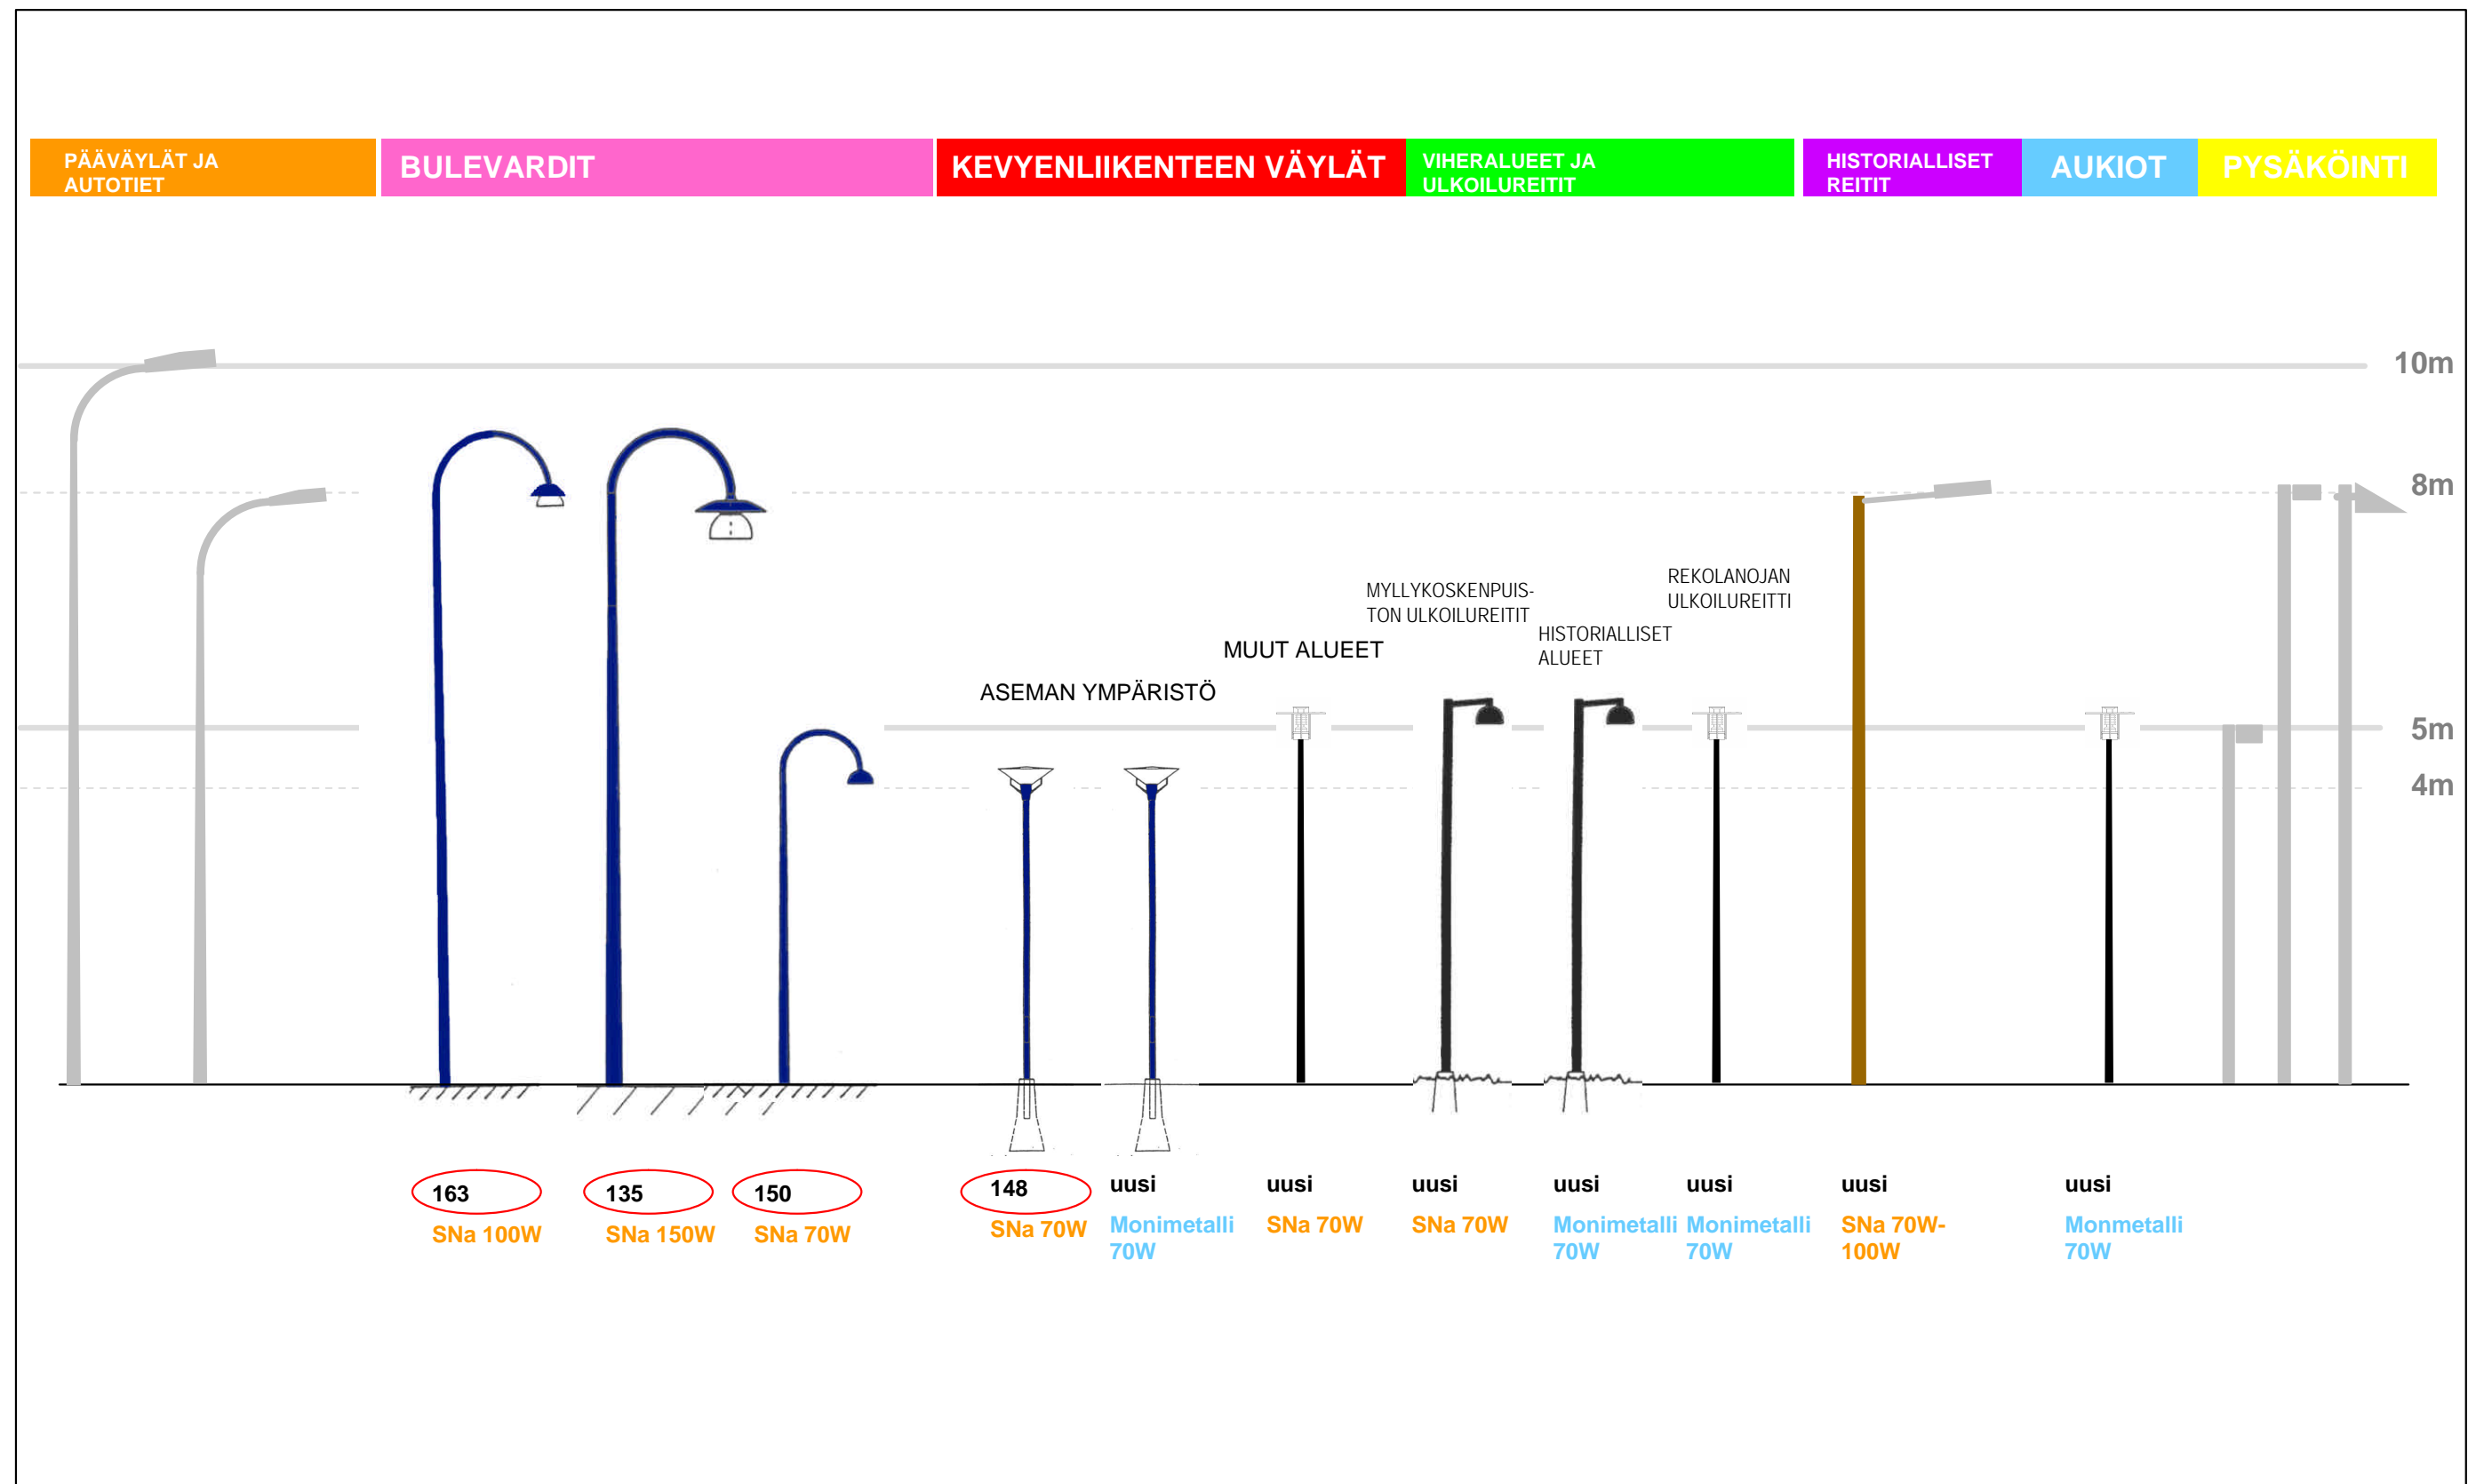 PÄÄVÄYLÄT JA
AUTOTIET
BULEVARDIT
KEVYENLIIKENTEEN VÄYLÄT
VIHERALUEET JA
ULKOILUREITIT
HISTORIALLISET
REITIT
AUKIOT
PYSÄKÖINTI
10m
8m
5m
4m
ASEMAN YMPÄRISTÖ
MUUT ALUEET
MYLLYKOSKENPUIS-
TON ULKOILUREITIT
HISTORIALLISET
ALUEET
REKOLANOJAN
ULKOILUREITTI
163
SNa 100W
135
SNa 150W
150
SNa 70W
148
SNa 70W
uusi
Monimetalli
70W
uusi
SNa 70W
uusi
SNa 70W
uusi
Monimetalli
70W
uusi
Monimetalli
70W
uusi
SNa 70W-
100W
uusi
Monmetalli
70W